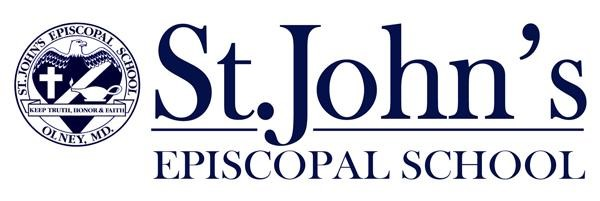 ST. JOHN'S EPISCOPAL SCHOOL
KEEP TRUTH, HONOR & FAITH
OLNEY, MD.
St. John's
EPISCOPAL SCHOOL